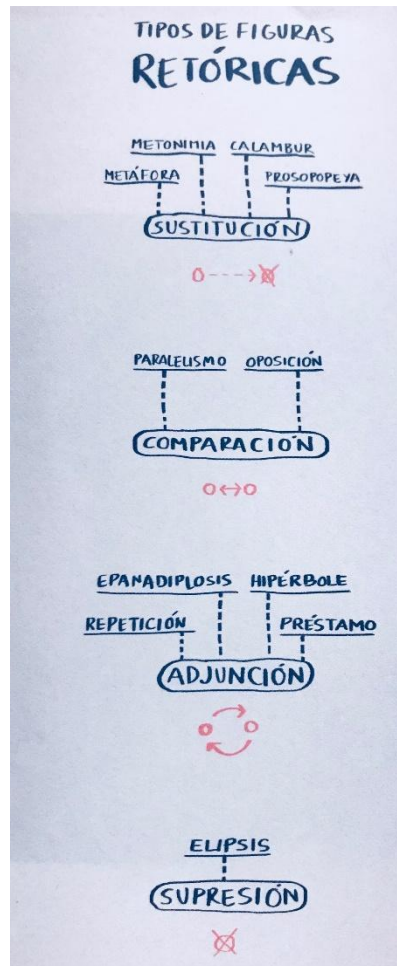 TIPOS DE FIGURAS
RETÓRICAS
METONIMIA CALAMBUR
METÁFORA PROSOPOPEYA
SUSTITUCIÓN
PARALELISMO OPOSICIÓN
COMPARACIÓN
EPANADIPLOSIS HIPÉRBOLE
REPETICIÓN PRÉSTAMO
ADJUNCIÓN
ELIPSIS
SUPRESIÓN